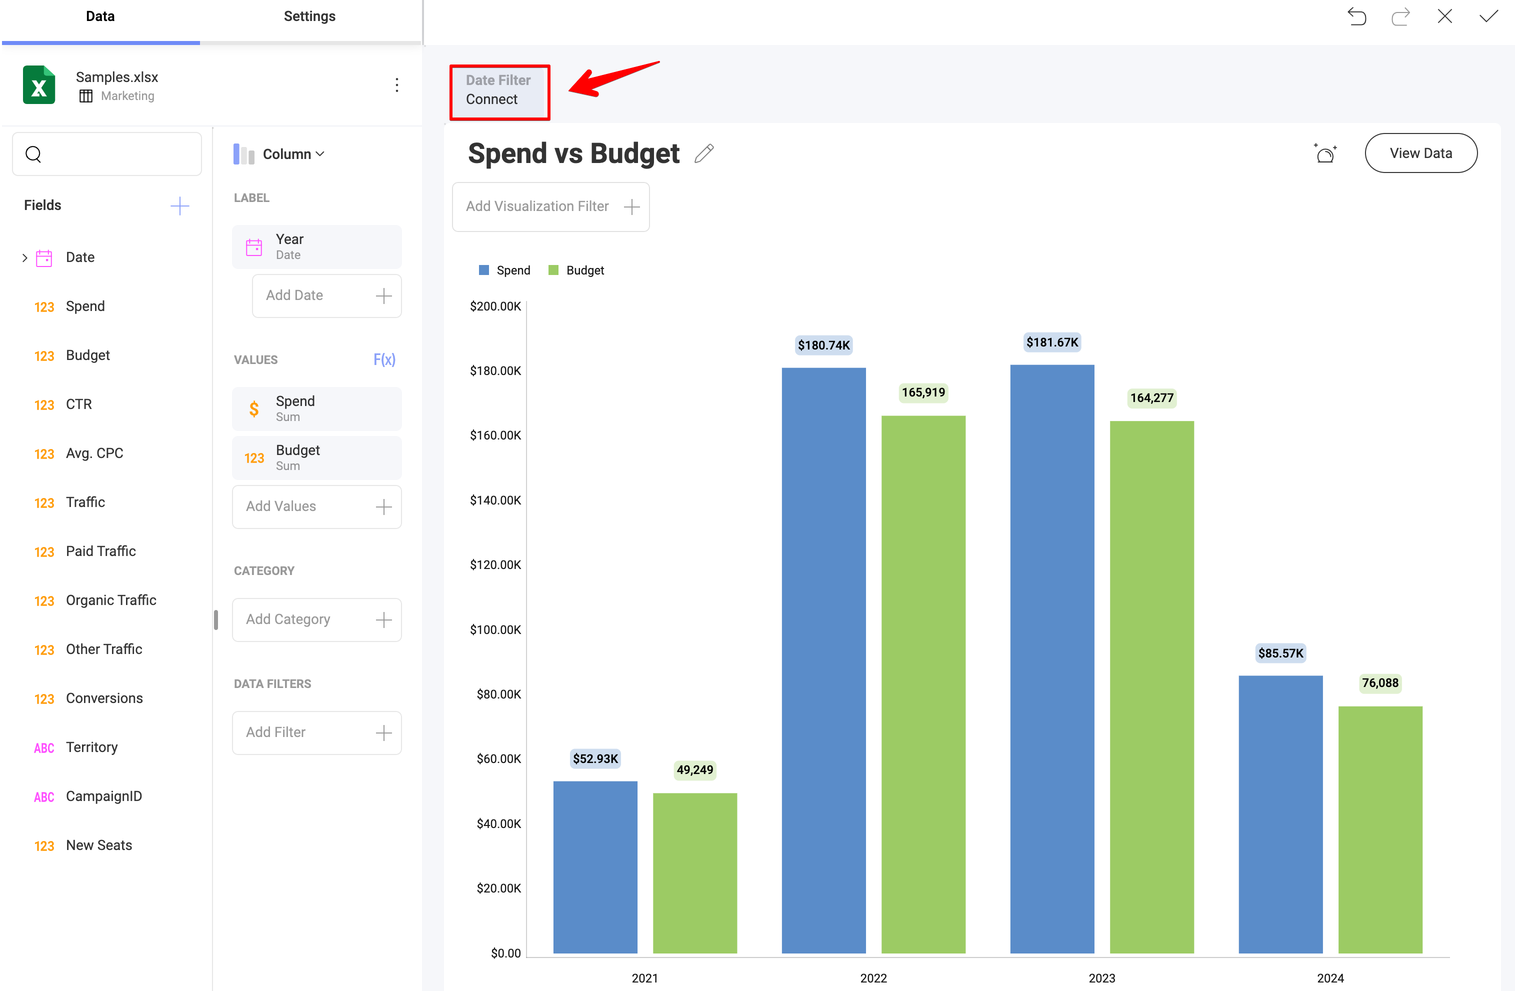 Data
Settings
Samples.xlsx
Marketing
Fields
Date
123 Spend
123 Budget
123 CTR
123 Avg. CPC
123 Traffic
123 Paid Traffic
123 Organic Traffic
123 Other Traffic
123 Conversions
ABC Territory
ABC CampaignID
123 New Seats
Column
LABEL
Year
Date
Add Date
VALUES F(x)
$ Spend
Sum
123 Budget
Sum
Add Values
CATEGORY
Add Category
DATA FILTERS
Add Filter
Date Filter
Connect
Spend vs Budget
View Data
Add Visualization Filter
Spend Budget
$200.00K
$180.00K
$160.00K
$140.00K
$120.00K
$100.00K
$80.00K
$60.00K
$40.00K
$20.00K
$0.00
$52.93K
49,249
$180.74K
165,919
$181.67K
164,277
$85.57K
76,088
2021 2022 2023 2024